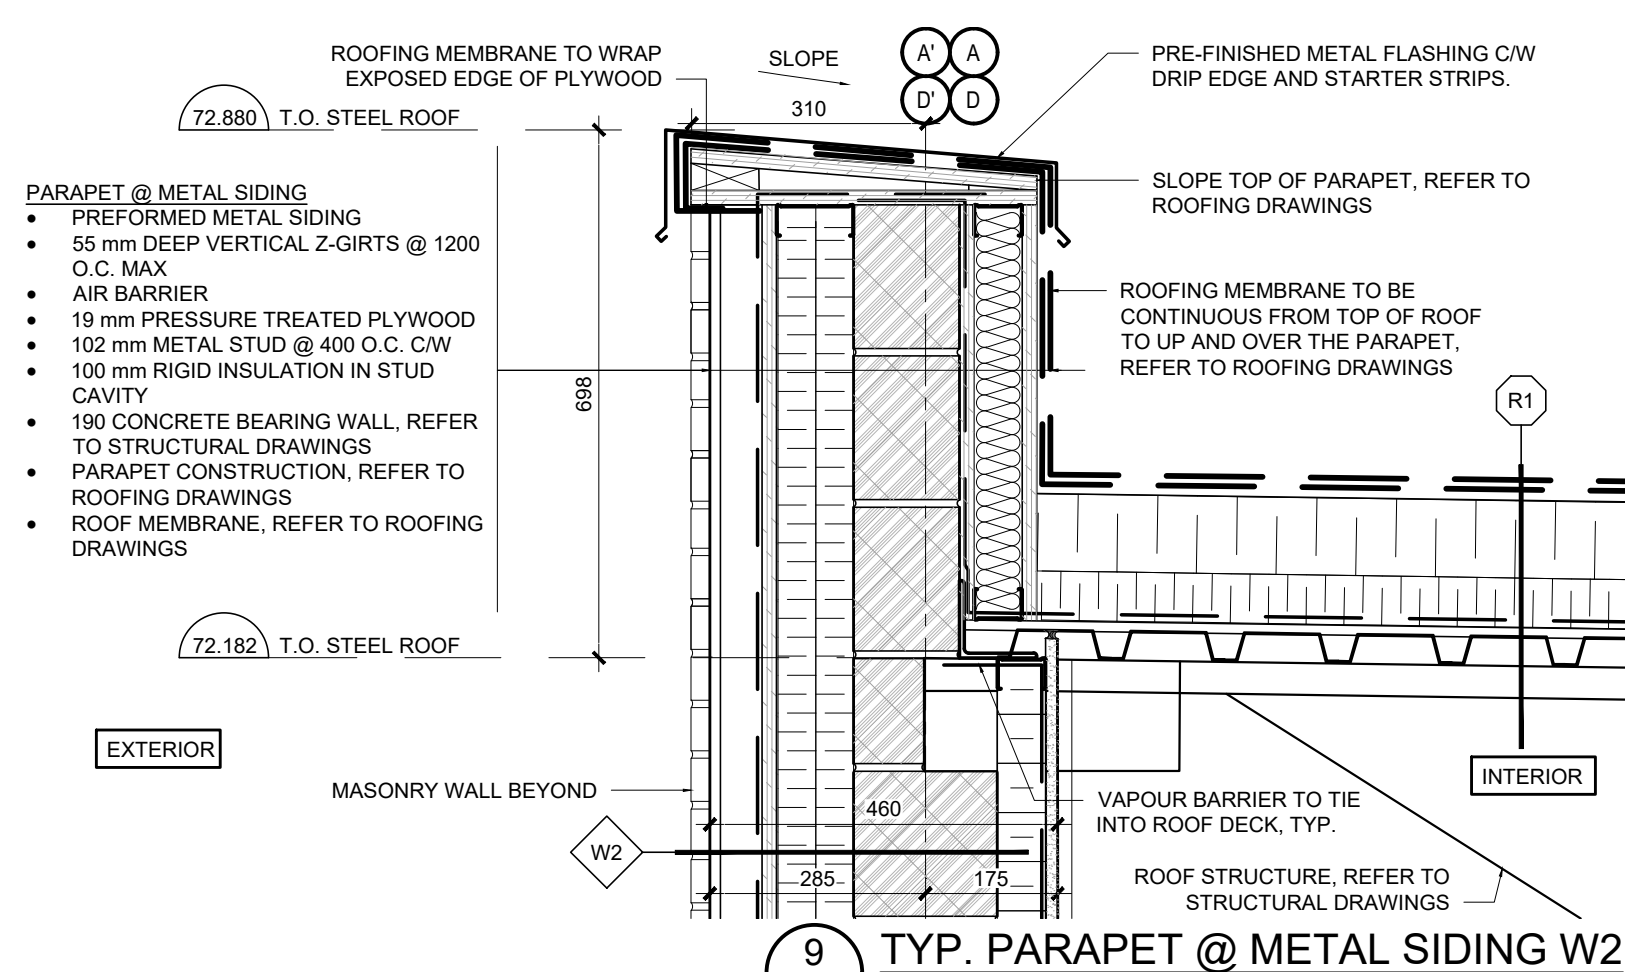 ROOFING MEMBRANE TO WRAP
EXPOSED EDGE OF PLYWOOD
SLOPE
A'
A
D'
D
310
PRE-FINISHED METAL FLASHING C/W
DRIP EDGE AND STARTER STRIPS.
72.880 T.O. STEEL ROOF
SLOPE TOP OF PARAPET, REFER TO
ROOFING DRAWINGS
PARAPET @ METAL SIDING
• PREFORMED METAL SIDING
• 55 mm DEEP VERTICAL Z-GIRTS @ 1200
O.C. MAX
• AIR BARRIER
• 19 mm PRESSURE TREATED PLYWOOD
• 102 mm METAL STUD @ 400 O.C. C/W
• 100 mm RIGID INSULATION IN STUD
CAVITY
• 190 CONCRETE BEARING WALL, REFER
TO STRUCTURAL DRAWINGS
• PARAPET CONSTRUCTION, REFER TO
ROOFING DRAWINGS
• ROOF MEMBRANE, REFER TO ROOFING
DRAWINGS
698
ROOFING MEMBRANE TO BE
CONTINUOUS FROM TOP OF ROOF
TO UP AND OVER THE PARAPET,
REFER TO ROOFING DRAWINGS
R1
72.182 T.O. STEEL ROOF
EXTERIOR
INTERIOR
MASONRY WALL BEYOND
460
VAPOUR BARRIER TO TIE
INTO ROOF DECK, TYP.
W2
285
175
ROOF STRUCTURE, REFER TO
STRUCTURAL DRAWINGS
9
TYP. PARAPET @ METAL SIDING W2